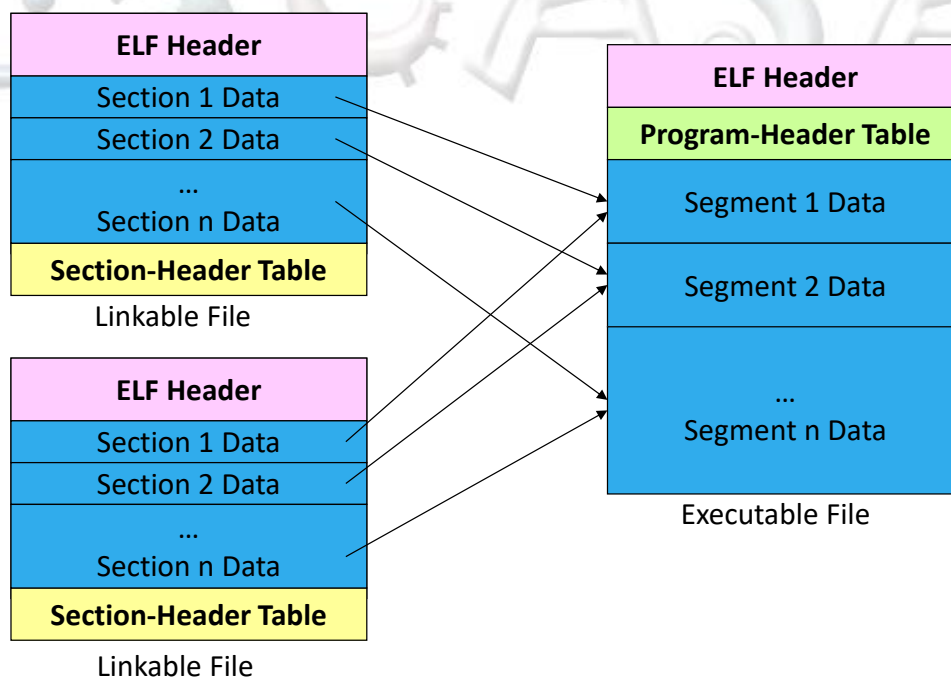 ELF Header
Section 1 Data
Section 2 Data
...
Section n Data
Section-Header Table
Linkable File
ELF Header
Section 1 Data
Section 2 Data
...
Section n Data
Section-Header Table
Linkable File
ELF Header
Program-Header Table
Segment 1 Data
Segment 2 Data
...
Segment n Data
Executable File